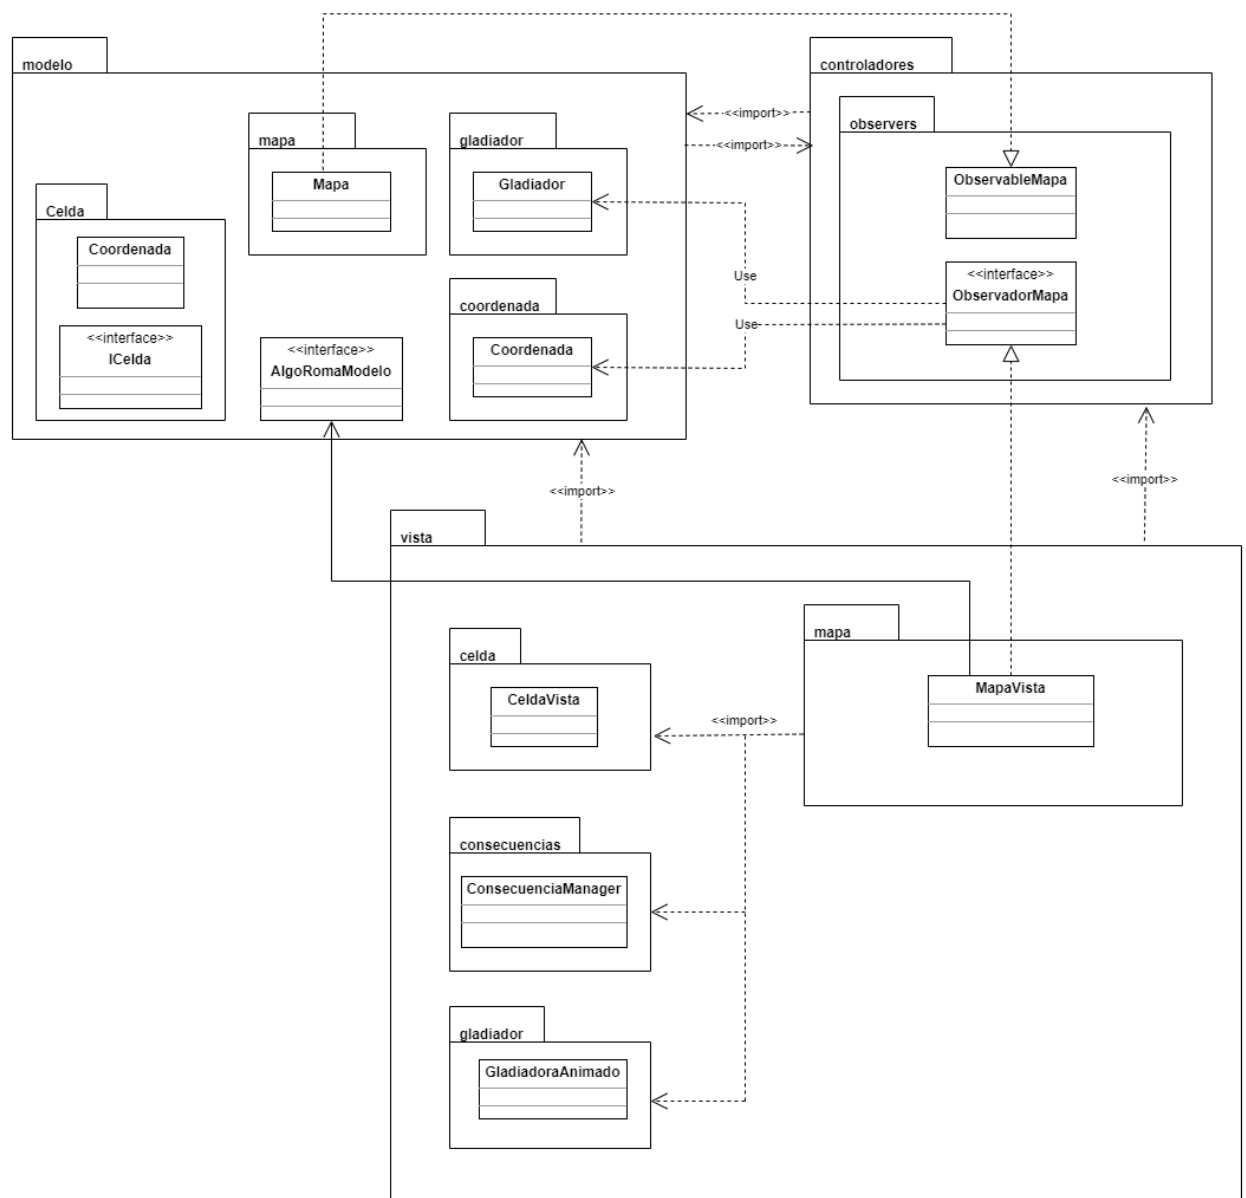 modelo
controladores
mapa
Mapa
gladiador
Gladiador
<<import>>
<<import>>
observers
ObservableMapa
Celda
Coordenada
<<interface>>
ICelda
<<interface>>
AlgoRomaModelo
coordenada
Coordenada
Use
Use
<<interface>>
ObservadorMapa
<<import>>
<<import>>
vista
celda
CeldaVista
<<import>>
mapa
MapaVista
consecuencias
ConsecuenciaManager
gladiador
GladiadoraAnimado